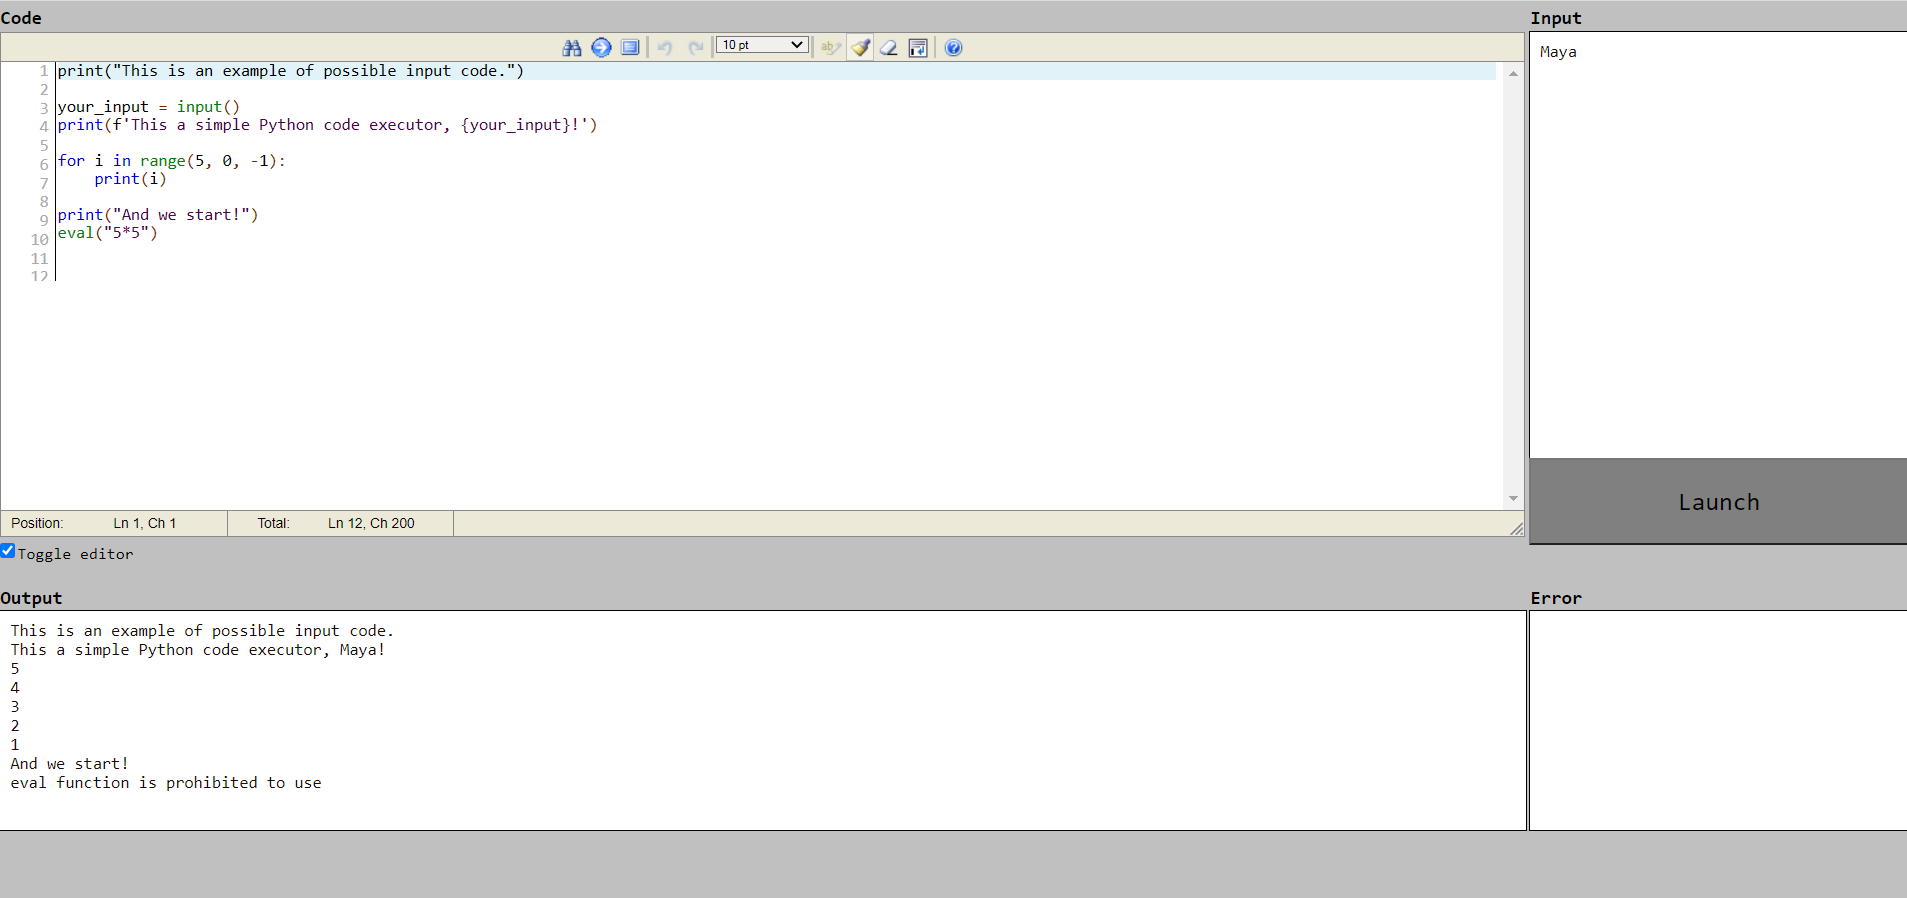 Code
Input
10 pt
Maya
1 print("This is an example of possible input code.")
2
3 your_input = input()
4 print(f'This a simple Python code executor, {your_input}!')
5
6 for i in range(5, 0, -1):
7     print(i)
8
9 print("And we start!")
10 eval("5*5")
11
12
Launch
Position: Ln 1, Ch 1 Total: Ln 12, Ch 200
Toggle editor
Output
Error
This is an example of possible input code.
This a simple Python code executor, Maya!
5
4
3
2
1
And we start!
eval function is prohibited to use